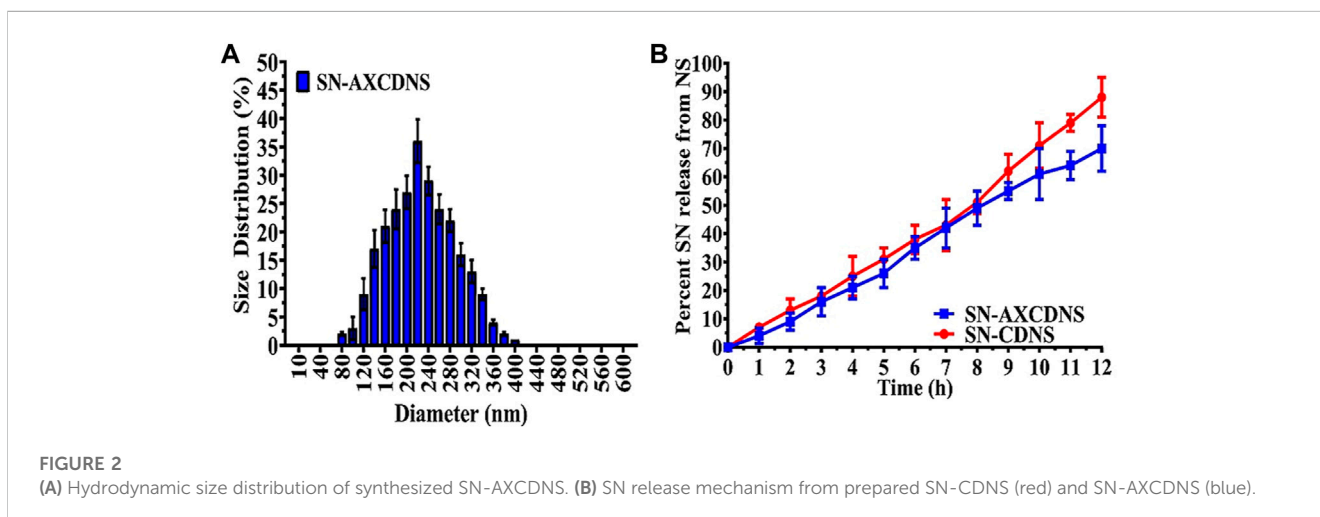 A
SN-AXCDNS
Size Distribution (%)
50
45
40
35
30
25
20
15
10
5
0
10 40 80 120 160 200 240 280 320 360 400 440 480 520 560 600
Diameter (nm)
B
Percent SN release from NS
100
90
80
70
60
50
40
30
20
10
0
SN-AXCDNS
SN-CDNS
0 1 2 3 4 5 6 7 8 9 10 11 12
Time (h)
FIGURE 2
(A) Hydrodynamic size distribution of synthesized SN-AXCDNS. (B) SN release mechanism from prepared SN-CDNS (red) and SN-AXCDNS (blue).